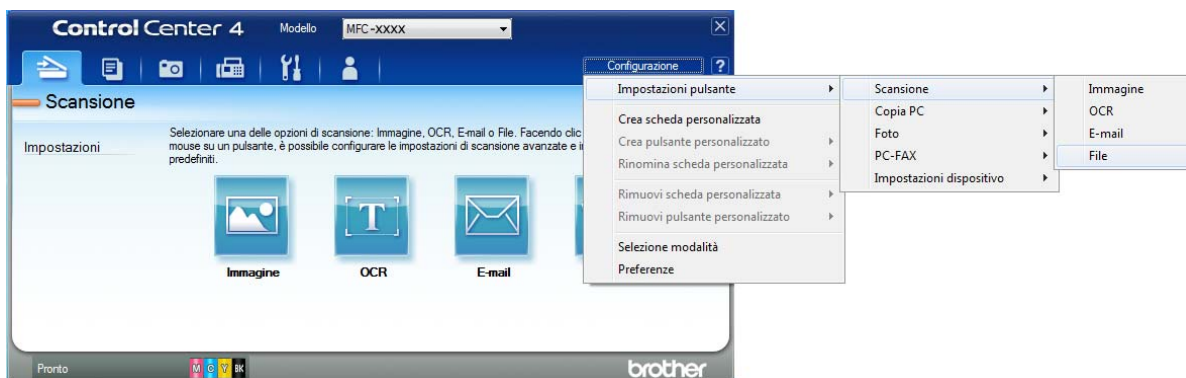 Control Center 4
Modello
MFC-XXXX
Configurazione
?
Scansione
Impostazioni
Selezionare una delle opzioni di scansione: Immagine, OCR, E-mail o File. Facendo clic
mouse su un pulsante, è possibile configurare le impostazioni di scansione avanzate e
predefiniti.
T
Immagine
OCR
E-mail
Impostazioni pulsante
Crea scheda personalizzata
Crea pulsante personalizzato
Rinomina scheda personalizzata
Rimuovi scheda personalizzata
Rimuovi pulsante personalizzato
Selezione modalità
Preferenze
Scansione
Copia PC
Foto
PC-FAX
Impostazioni dispositivo
Immagine
OCR
E-mail
File
Pronto
M C Y BK
brother